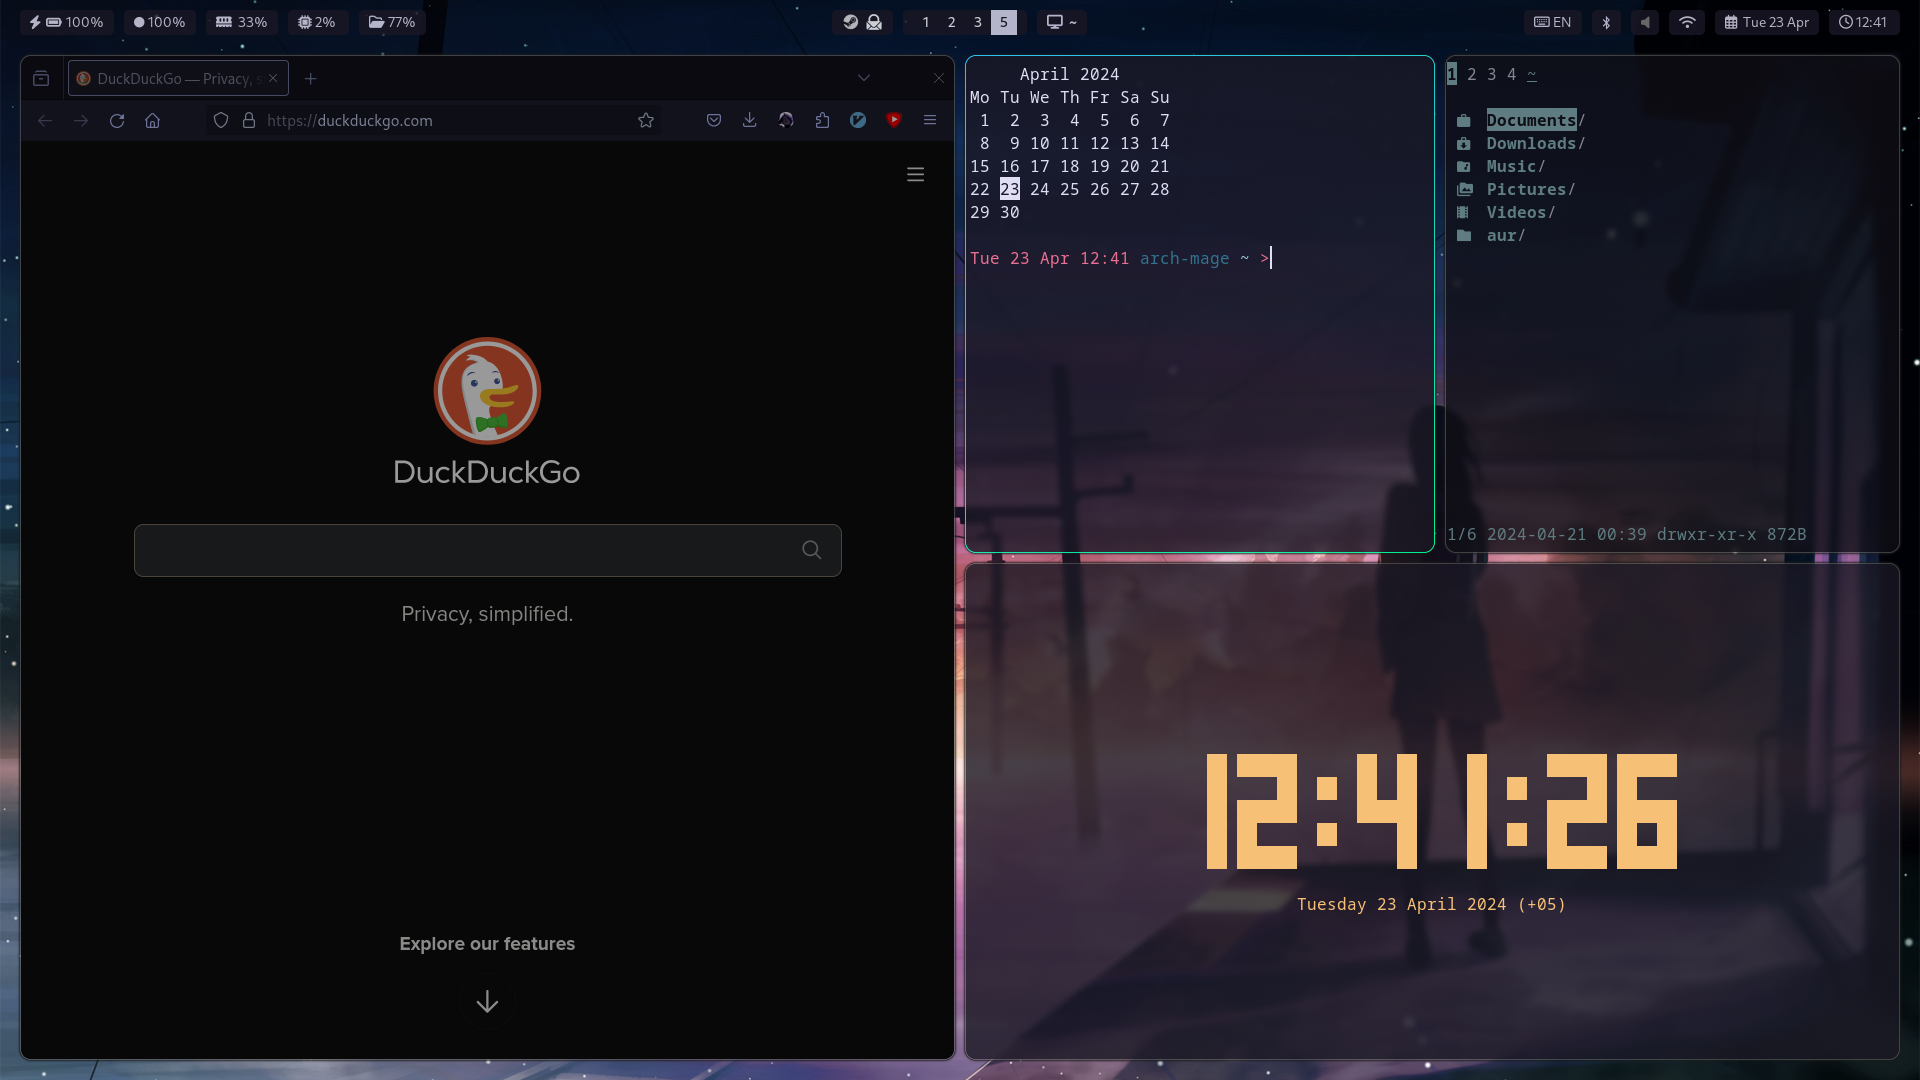 100%
100%
33%
2%
77%
1 2 3 5
~
EN
Tue 23 Apr
12:41
DuckDuckGo — Privacy, s
https://duckduckgo.com
DuckDuckGo
Privacy, simplified.
Explore our features
April 2024
Mo Tu We Th Fr Sa Su
1 2 3 4 5 6 7
8 9 10 11 12 13 14
15 16 17 18 19 20 21
22 23 24 25 26 27 28
29 30
Tue 23 Apr 12:41 arch-mage ~ >
1 2 3 4 ~
Documents/
Downloads/
Music/
Pictures/
Videos/
aur/
1/6 2024-04-21 00:39 drwxr-xr-x 872B
12:41:26
Tuesday 23 April 2024 (+05)